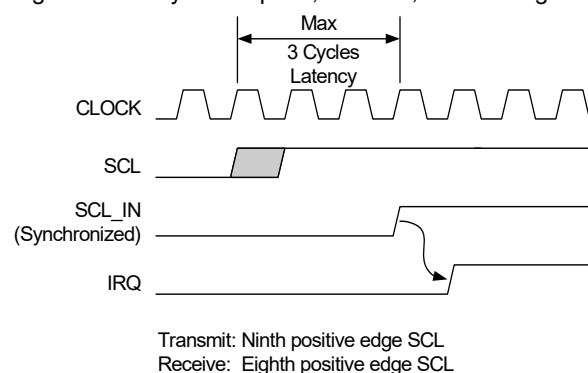 Max
3 Cycles
Latency
CLOCK
SCL
SCL_IN
(Synchronized)
IRQ
Transmit: Ninth positive edge SCL
Receive: Eighth positive edge SCL